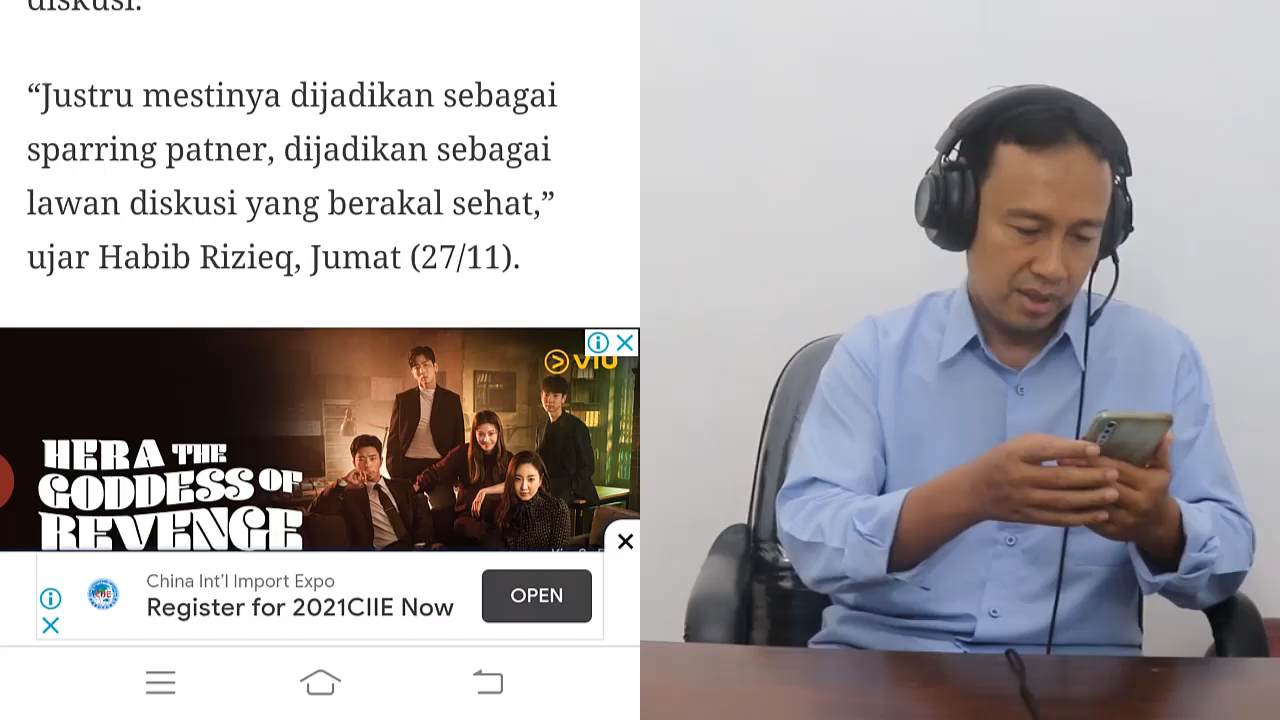 diskusi.
“Justru mestinya dijadikan sebagai
sparring patner, dijadikan sebagai
lawan diskusi yang berakal sehat,”
ujar Habib Rizieq, Jumat (27/11).
VIU
HERA THE
GODDESS OF
REVENGE
China Int'l Import Expo
Register for 2021CIIE Now
OPEN